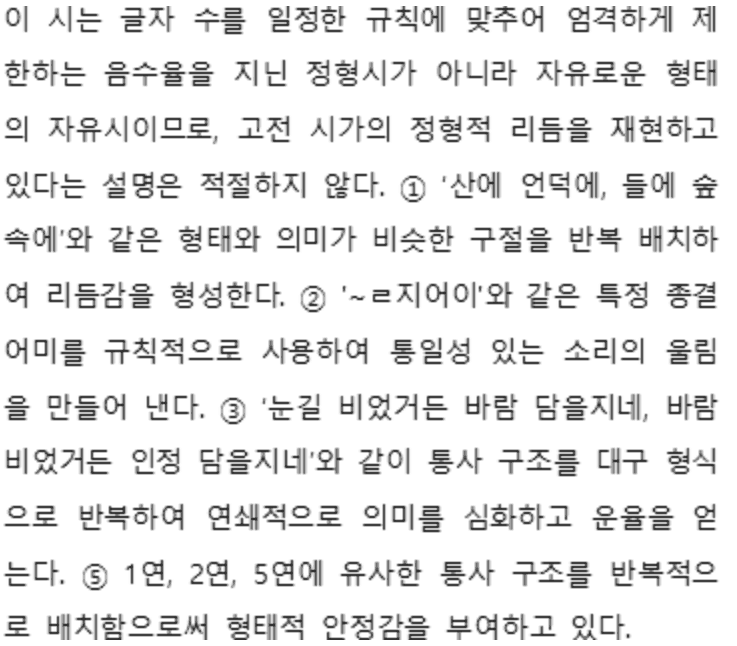 이 시는 글자 수를 일정한 규칙에 맞추어 엄격하게 제
한하는 음수율을 지닌 정형시가 아니라 자유로운 형태
의 자유시이므로, 고전 시가의 정형적 리듬을 재현하고
있다는 설명은 적절하지 않다. ① '산에 언덕에, 들에 숲
속에'와 같은 형태와 의미가 비슷한 구절을 반복 배치하
여 리듬감을 형성한다. ② '~ㄹ지어이'와 같은 특정 종결
어미를 규칙적으로 사용하여 통일성 있는 소리의 울림
을 만들어 낸다. ③ '눈길 비었거든 바람 담을지네, 바람
비었거든 인정 담을지네'와 같이 통사 구조를 대구 형식
으로 반복하여 연쇄적으로 의미를 심화하고 운율을 얻
는다. ⑤ 1연, 2연, 5연에 유사한 통사 구조를 반복적으
로 배치함으로써 형태적 안정감을 부여하고 있다.